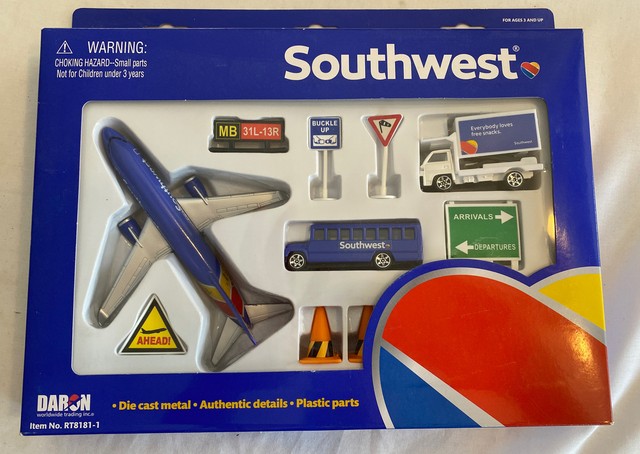 FOR AGES 3 AND UP
WARNING:
CHOKING HAZARD—Small parts
Not for Children under 3 years
Southwest®
MB 31L-13R
BUCKLE
UP
Everybody loves
free snacks.
Southwest
Southwest
Southwest
ARRIVALS
DEPARTURES
AHEAD!
DARON
worldwide trading inc.®
• Die cast metal • Authentic details • Plastic parts
Item No. RT8181-1